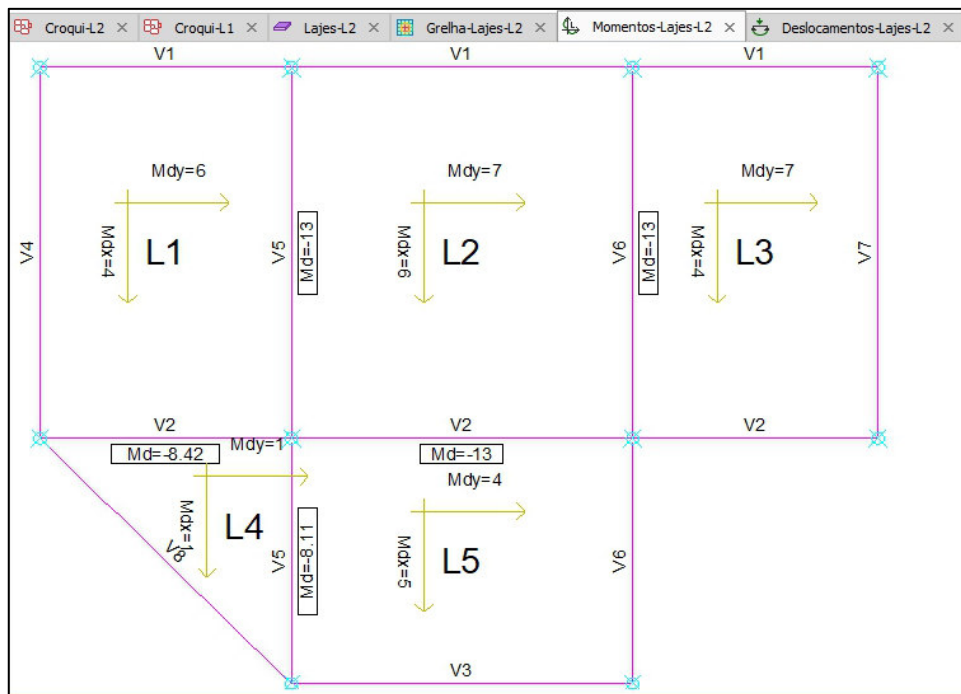 Croqui-L2 × Croqui-L1 × Lajes-L2 × Grelha-Lajes-L2 × Momentos-Lajes-L2 × Deslocamentos-Lajes-L2 ×
V1 V1 V1
Mdy=6 Mdy=7 Mdy=7
V4 Mdx=4 L1 V5 Md=-13 Mdx=6 L2 V6 Md=-13 Mdx=4 L3 V7
V2 V2 V2
Md=-8.42 Mdy=1 Md=-13
Mdy=4
Mdx=1 L4 V8 V5 Md=-8.11 Mdx=5 L5 V6
V3